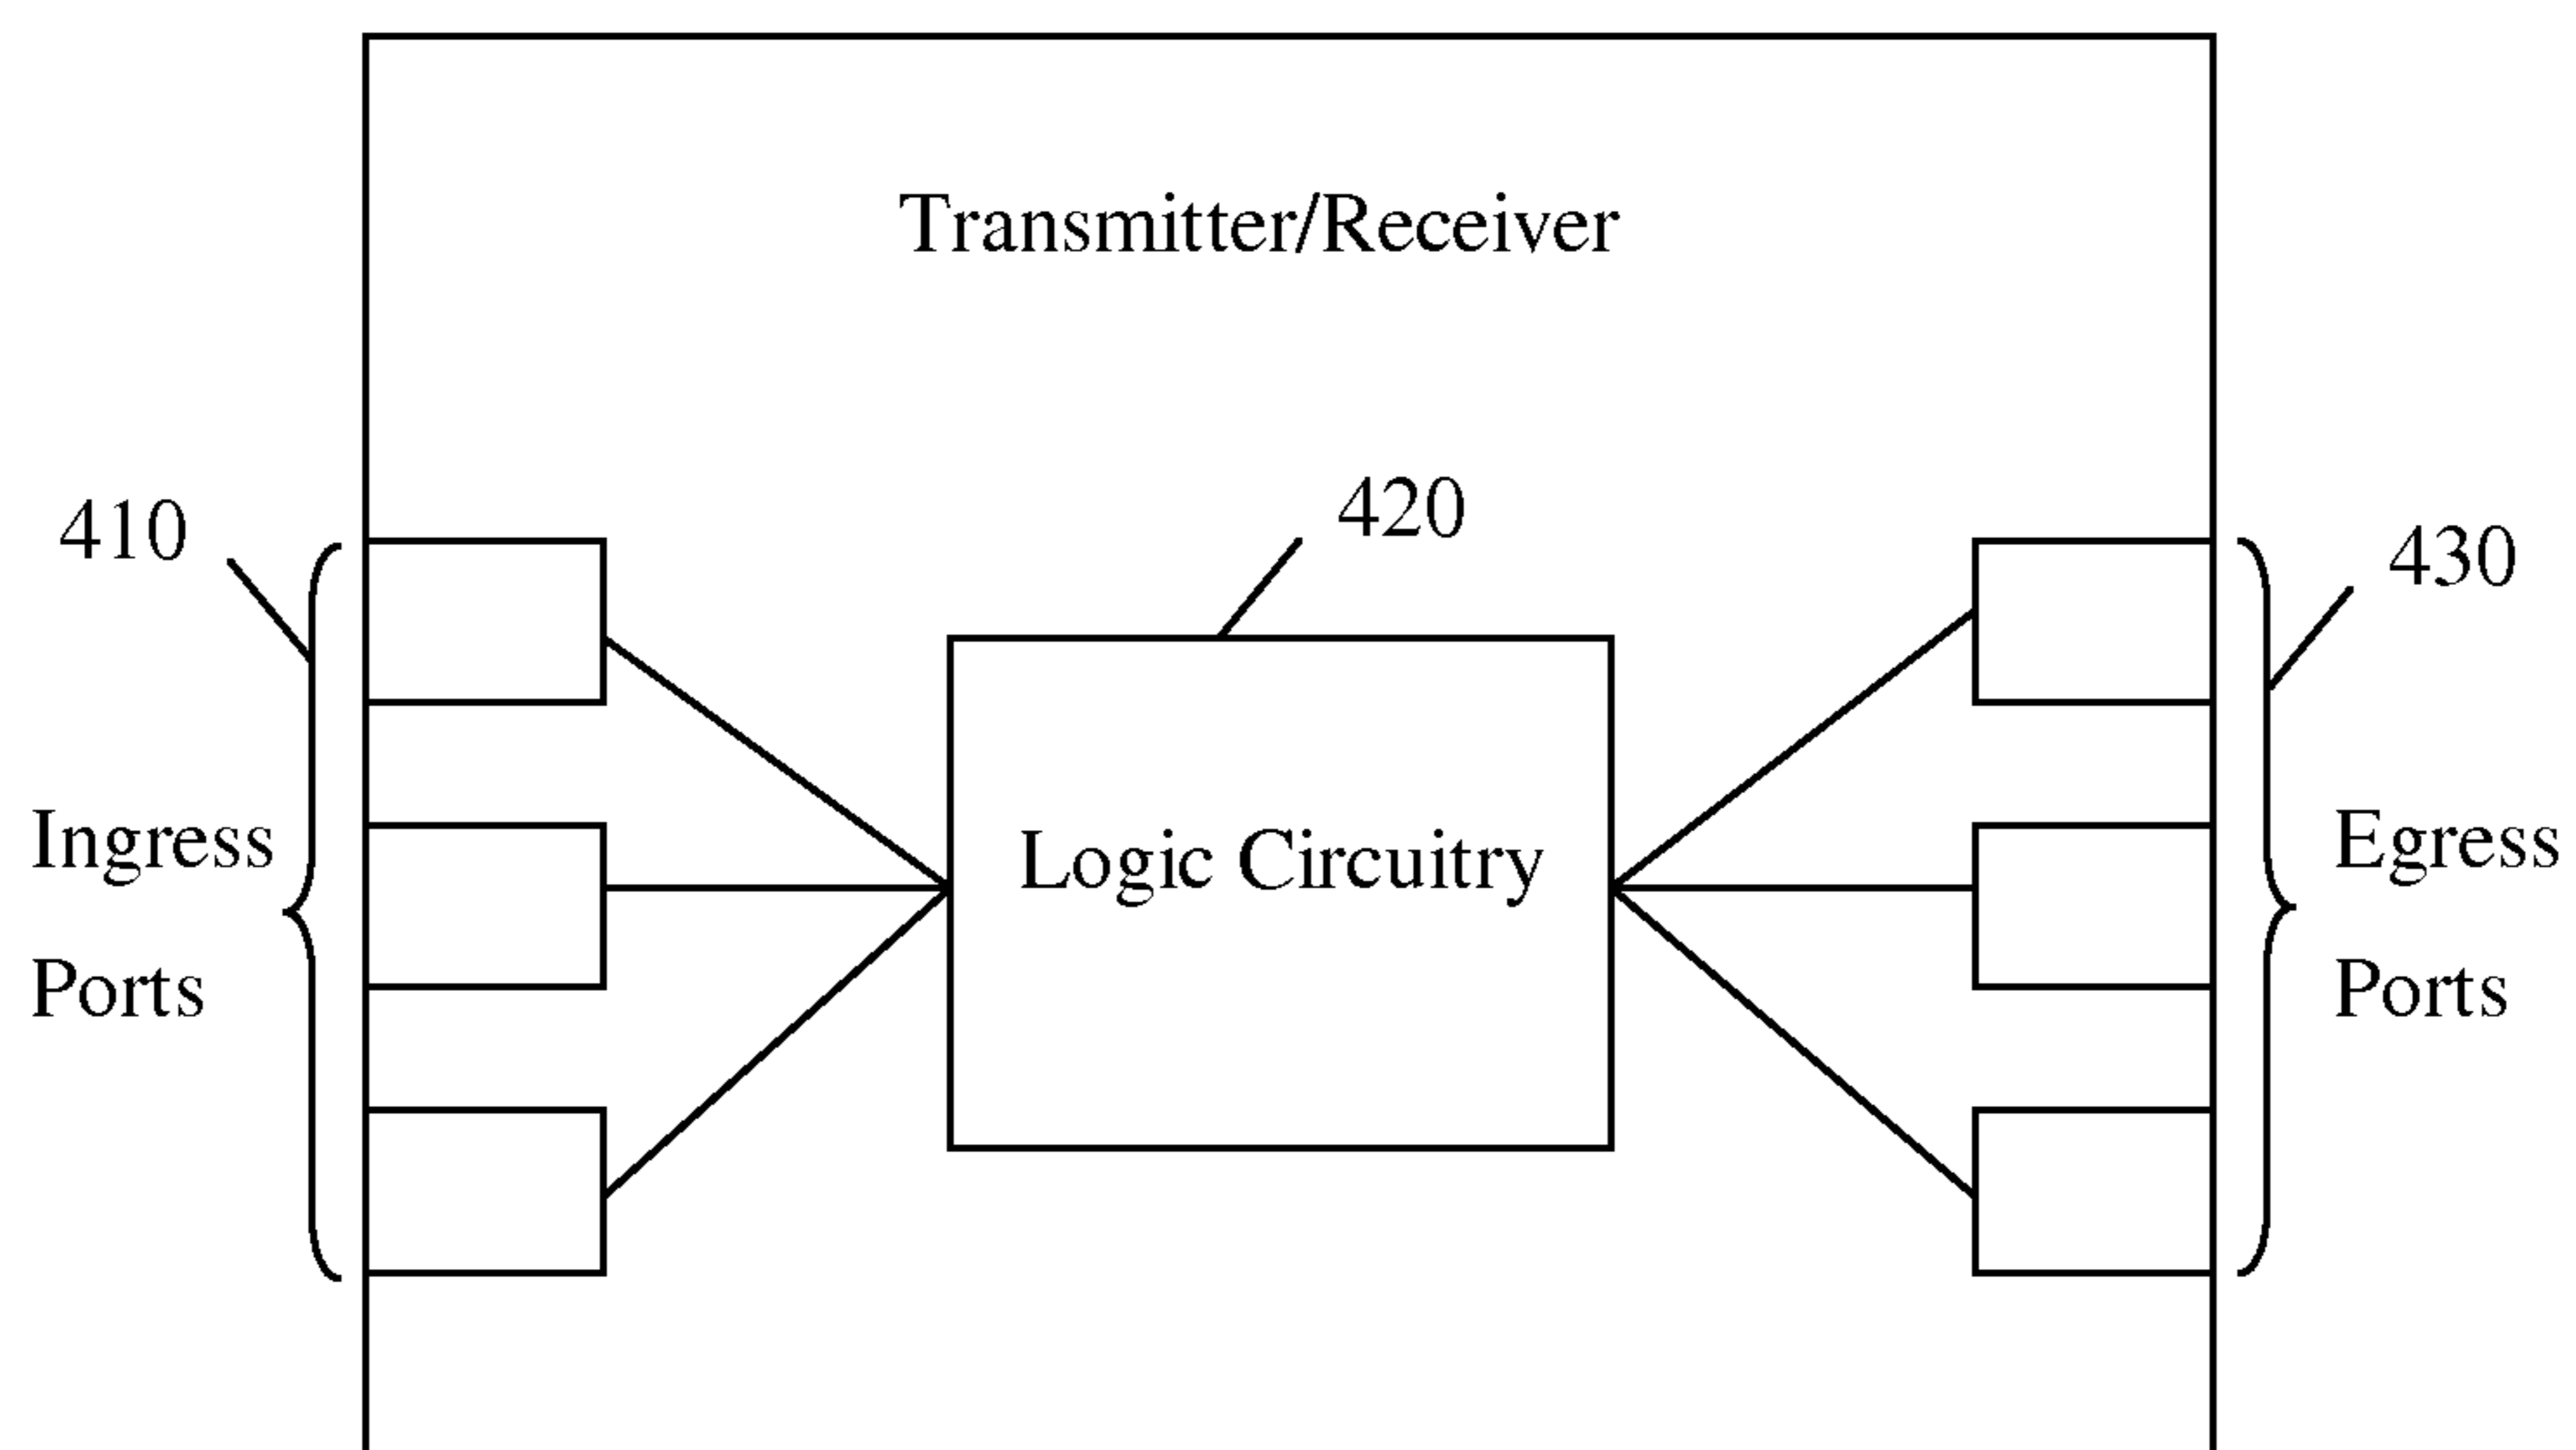 Transmitter/Receiver
410
420
430
Ingress
Ports
Logic Circuitry
Egress
Ports